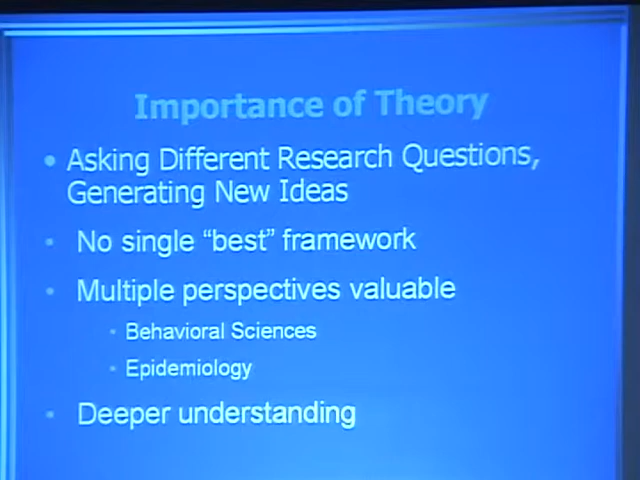 Importance of Theory
• Asking Different Research Questions,
Generating New Ideas
• No single “best” framework
• Multiple perspectives valuable
• Behavioral Sciences
• Epidemiology
• Deeper understanding